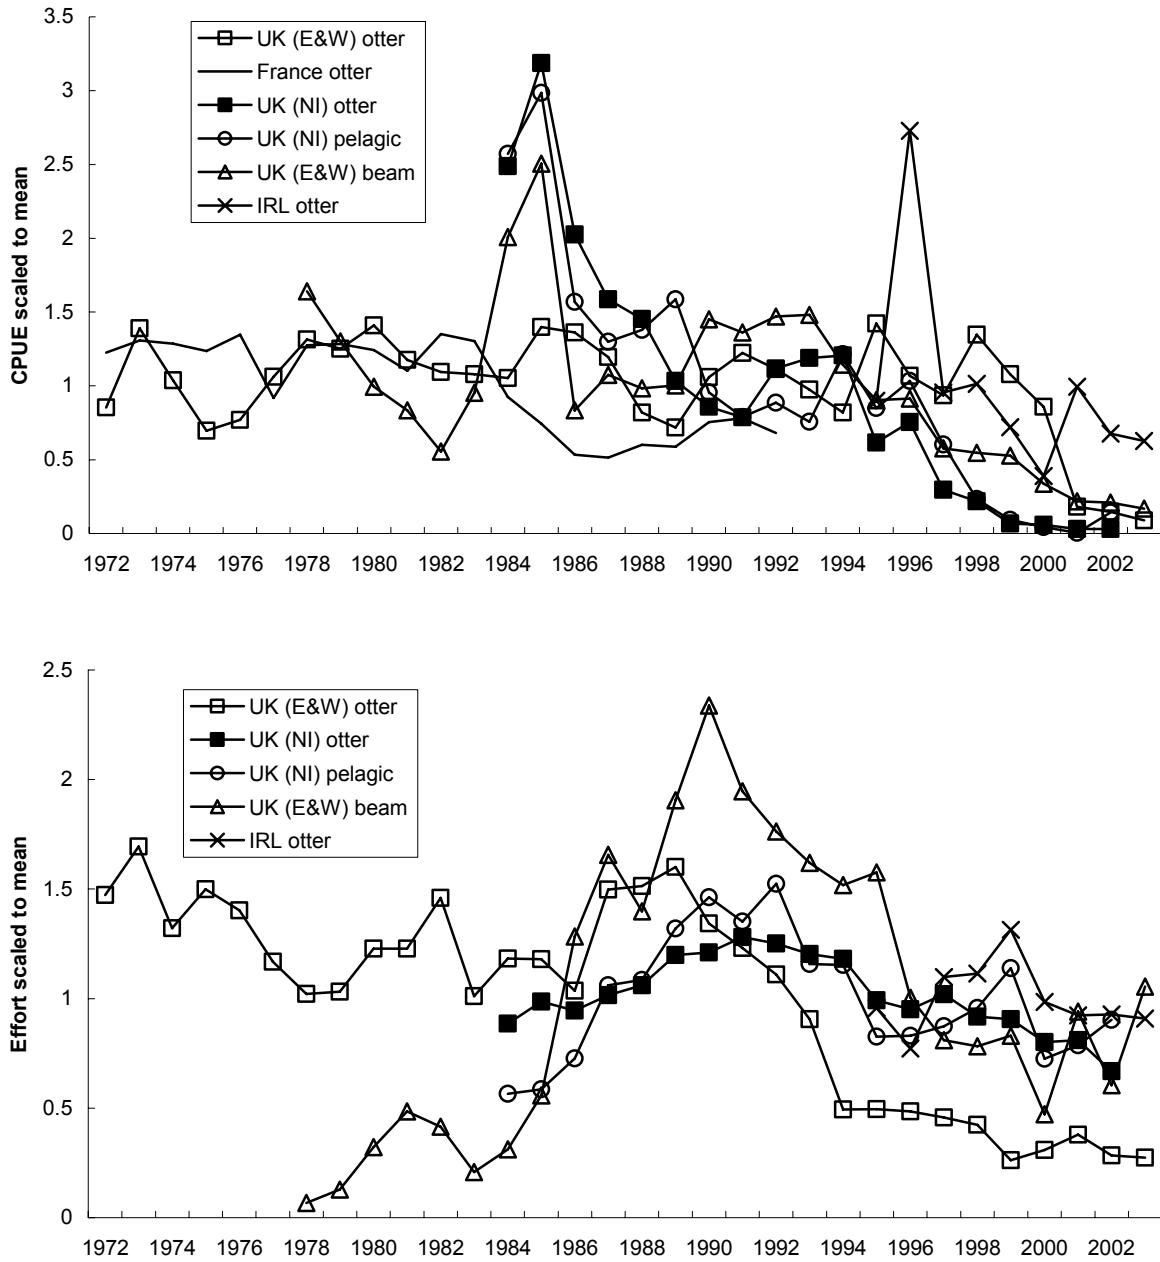 3.5
3
2.5
2
1.5
1
0.5
0
CPUE scaled to mean
UK (E&W) otter
France otter
UK (NI) otter
UK (NI) pelagic
UK (E&W) beam
IRL otter
1972 1974 1976 1978 1980 1982 1984 1986 1988 1990 1992 1994 1996 1998 2000 2002
2.5
2
1.5
1
0.5
0
Effort scaled to mean
UK (E&W) otter
UK (NI) otter
UK (NI) pelagic
UK (E&W) beam
IRL otter
1972 1974 1976 1978 1980 1982 1984 1986 1988 1990 1992 1994 1996 1998 2000 2002